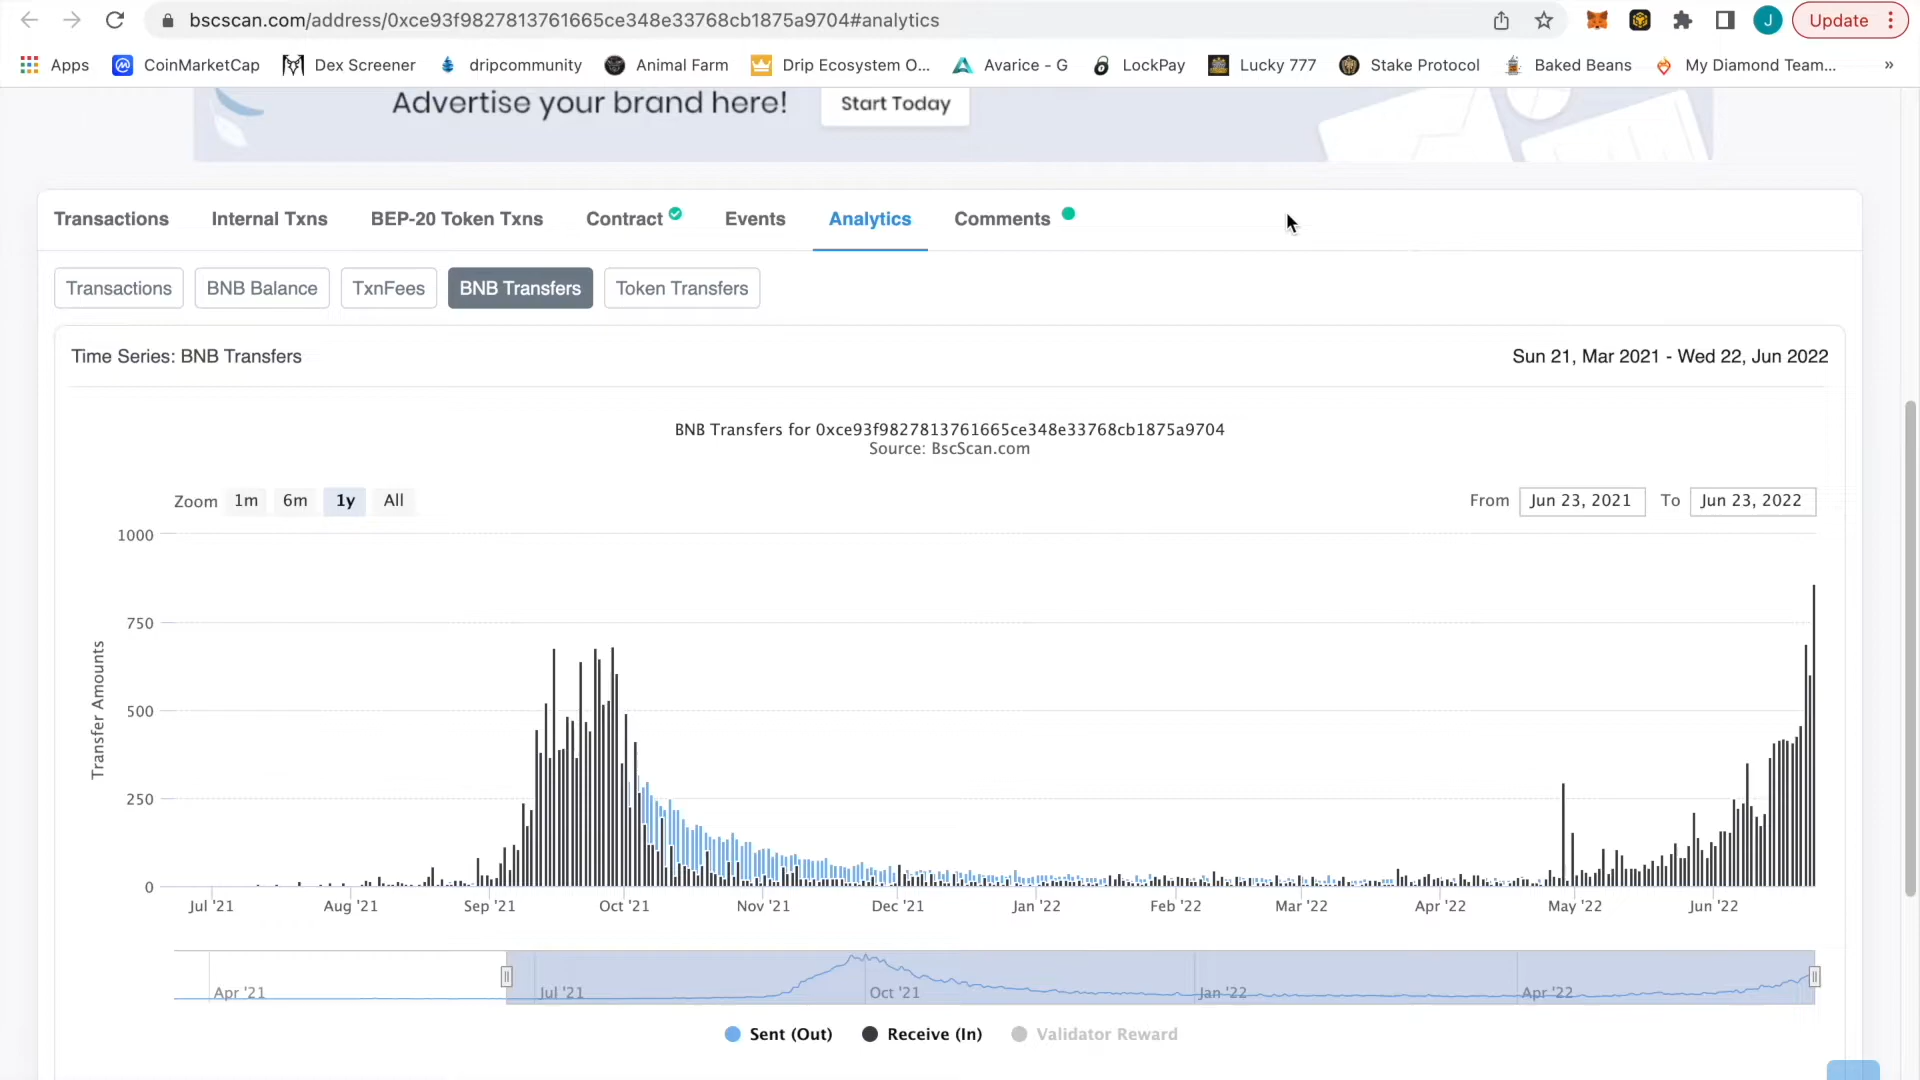 bscscan.com/address/0xce93f9827813761665ce348e33768cb1875a9704#analytics
J
Update
Apps
CoinMarketCap
Dex Screener
dripcommunity
Animal Farm
Drip Ecosystem O...
Avarice - G
LockPay
Lucky 777
Stake Protocol
Baked Beans
My Diamond Team...
»
Advertise your brand here!
Start Today
Transactions
Internal Txns
BEP-20 Token Txns
Contract
Events
Analytics
Comments
Transactions
BNB Balance
TxnFees
BNB Transfers
Token Transfers
Time Series: BNB Transfers
Sun 21, Mar 2021 - Wed 22, Jun 2022
BNB Transfers for 0xce93f9827813761665ce348e33768cb1875a9704
Source: BscScan.com
Zoom 1m 6m 1y All
From Jun 23, 2021 To Jun 23, 2022
Transfer Amounts
1000
750
500
250
0
Jul '21
Aug '21
Sep '21
Oct '21
Nov '21
Dec '21
Jan '22
Feb '22
Mar '22
Apr '22
May '22
Jun '22
Apr '21
Jul '21
Oct '21
Jan '22
Apr '22
Sent (Out)
Receive (In)
Validator Reward